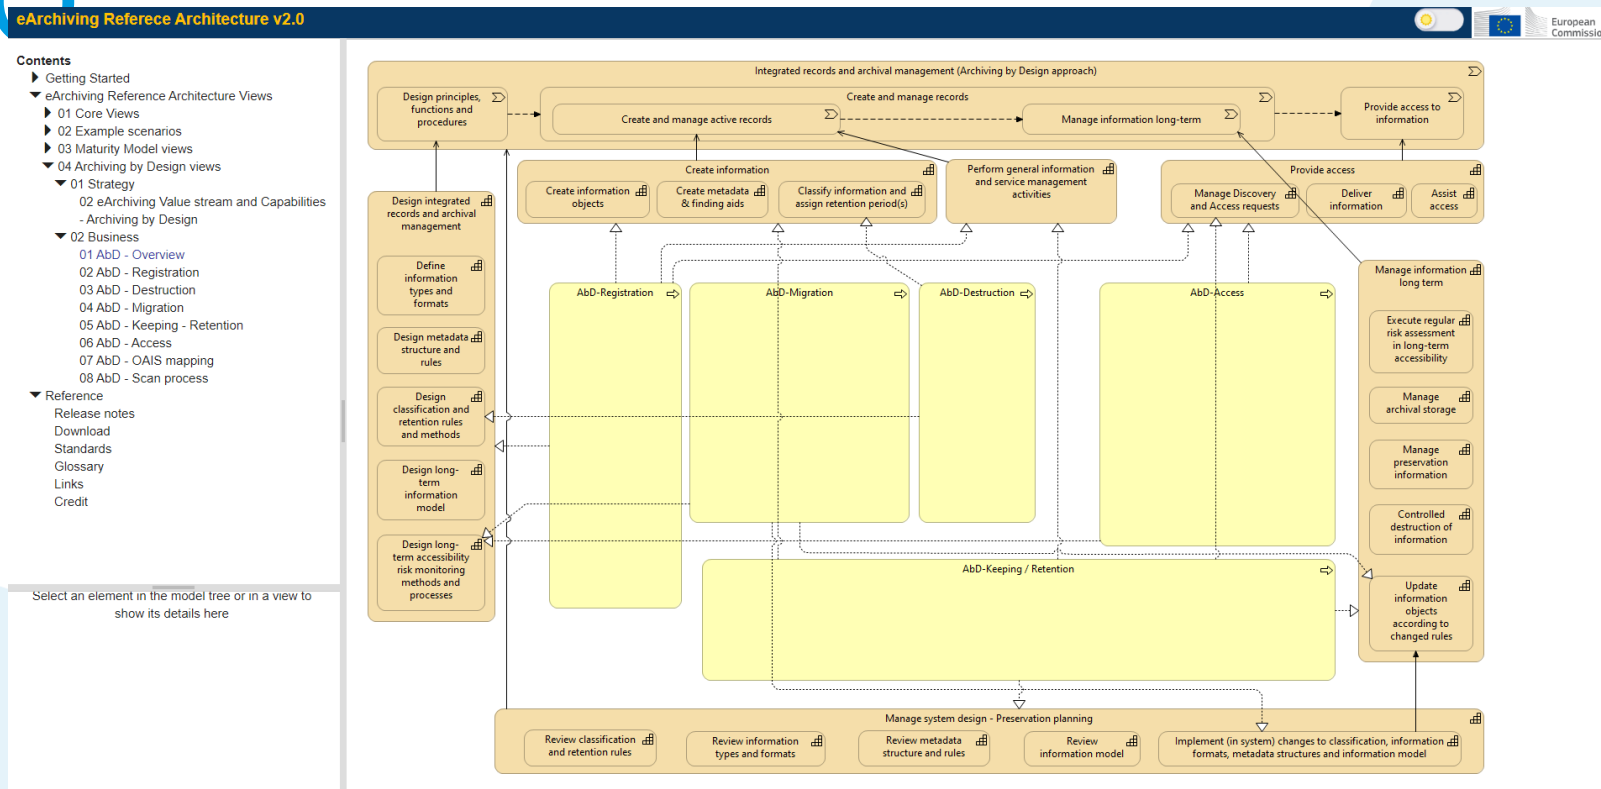 eArchiving Referece Architecture v2.0
European
Commissio
Contents
Getting Started
eArchiving Reference Architecture Views
01 Core Views
02 Example scenarios
03 Maturity Model views
04 Archiving by Design views
01 Strategy
02 eArchiving Value stream and Capabilities
- Archiving by Design
02 Business
01 AbD - Overview
02 AbD - Registration
03 AbD - Destruction
04 AbD - Migration
05 AbD - Keeping - Retention
06 AbD - Access
07 AbD - OAIS mapping
08 AbD - Scan process
Reference
Release notes
Download
Standards
Glossary
Links
Credit
Select an element in the model tree or in a view to
show its details here
Integrated records and archival management (Archiving by Design approach)
Design principles,
functions and
procedures
Create and manage records
Create and manage active records
Manage information long-term
Provide access to
information
Create information
Create information
objects
Create metadata
& finding aids
Classify information and
assign retention period(s)
Perform general information
and service management
activities
Provide access
Manage Discovery
and Access requests
Deliver
information
Assist
access
Design integrated
records and archival
management
Define
information
types and
formats
Design metadata
structure and
rules
Design
classification and
retention rules
and methods
Design long-
term
information
model
Design long-
term accessibility
risk monitoring
methods and
processes
AbD-Registration
AbD-Migration
AbD-Destruction
AbD-Access
AbD-Keeping / Retention
Manage information
long term
Execute regular
risk assessment
in long-term
accessibility
Manage
archival storage
Manage
preservation
information
Controlled
destruction of
information
Update
information
objects
according to
changed rules
Manage system design - Preservation planning
Review classification
and retention rules
Review information
types and formats
Review metadata
structure and rules
Review
information model
Implement (in system) changes to classification, information
formats, metadata structures and information model